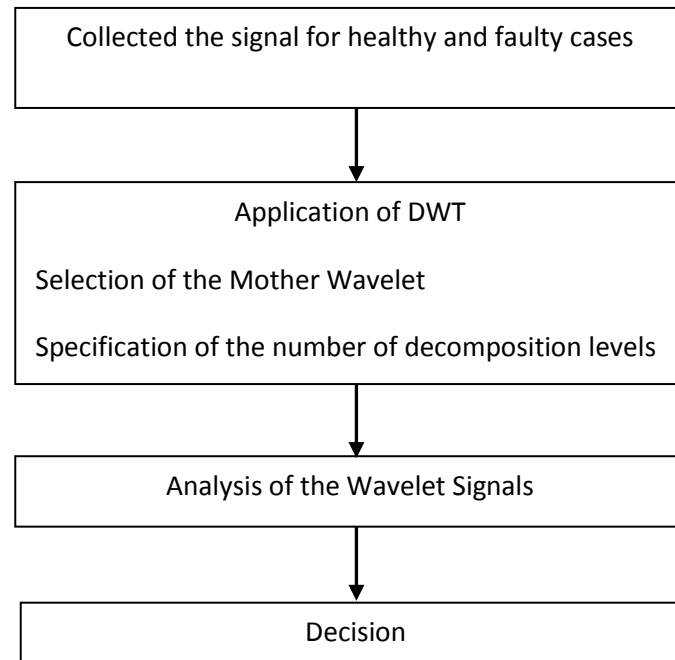 Collected the signal for healthy and faulty cases
Application of DWT
Selection of the Mother Wavelet
Specification of the number of decomposition levels
Analysis of the Wavelet Signals
Decision